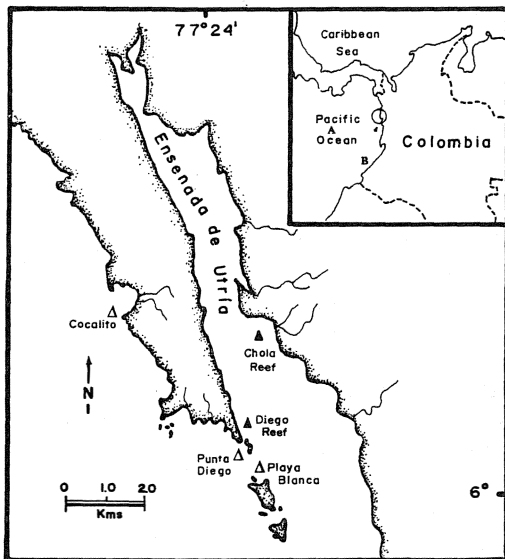 77° 24'
Caribbean
Sea
Pacific
A
Ocean
Colombia
B
Ensenada de Utría
Cocalito
Chola
Reef
N
Diego
Reef
Punta
Diego
Playa
Blanca
6°
0 1.0 2.0
Kms